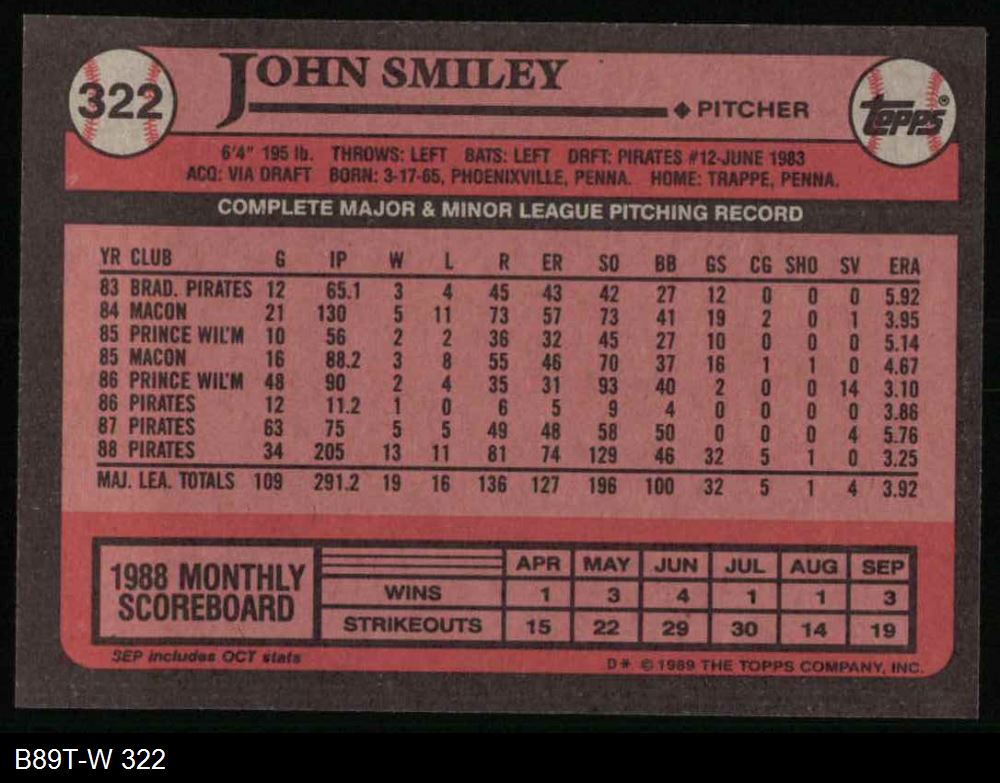 322
JOHN SMILEY
◆ PITCHER
TOPPS®
6'4" 195 lb. THROWS: LEFT BATS: LEFT DRFT: PIRATES #12-JUNE 1983
ACQ: VIA DRAFT BORN: 3-17-65, PHOENIXVILLE, PENNA. HOME: TRAPPE, PENNA.
COMPLETE MAJOR & MINOR LEAGUE PITCHING RECORD
YR CLUB G IP W L R ER SO BB GS CG SHO SV ERA
83 BRAD. PIRATES 12 65.1 3 4 45 43 42 27 12 0 0 0 5.92
84 MACON 21 130 5 11 73 57 73 41 19 2 0 1 3.95
85 PRINCE WIL'M 10 56 2 2 36 32 45 27 10 0 0 0 5.14
85 MACON 16 88.2 3 8 55 46 70 37 16 1 1 0 4.67
86 PRINCE WIL'M 48 90 2 4 35 31 93 40 2 0 0 14 3.10
86 PIRATES 12 11.2 1 0 6 5 9 4 0 0 0 0 3.86
87 PIRATES 63 75 5 5 49 48 58 50 0 0 0 4 5.76
88 PIRATES 34 205 13 11 81 74 129 46 32 5 1 0 3.25
MAJ. LEA. TOTALS 109 291.2 19 16 136 127 196 100 32 5 1 4 3.92
1988 MONTHLY SCOREBOARD
APR MAY JUN JUL AUG SEP
WINS 1 3 4 1 1 3
STRIKEOUTS 15 22 29 30 14 19
SEP includes OCT stats
D* © 1989 THE TOPPS COMPANY, INC.
B89T-W 322